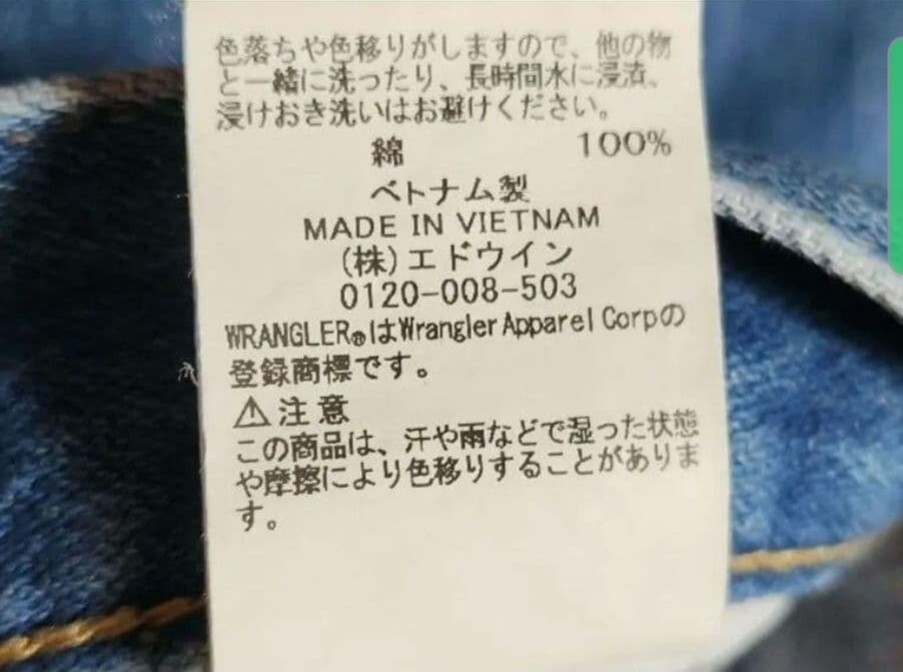 色落ちや色移りがしますので、他の物
と一緒に洗ったり、長時間水に浸漬、
浸けおき洗いはお避けください。
綿 100%
ベトナム製
MADE IN VIETNAM
(株)エドウイン
0120-008-503
WRANGLER®はWrangler Apparel Corpの
登録商標です。
⚠注意
この商品は、汗や雨などで湿った状態
や摩擦により色移りすることがありま
す。